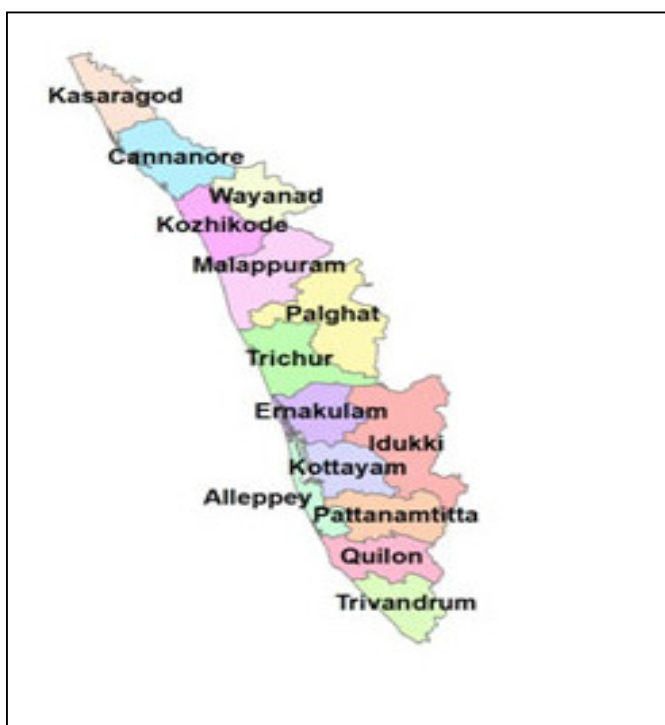 Kasaragod
Cannanore
Wayanad
Kozhikode
Malappuram
Palghat
Trichur
Ernakulam
Idukki
Kottayam
Alleppey
Pattanamtitta
Quilon
Trivandrum